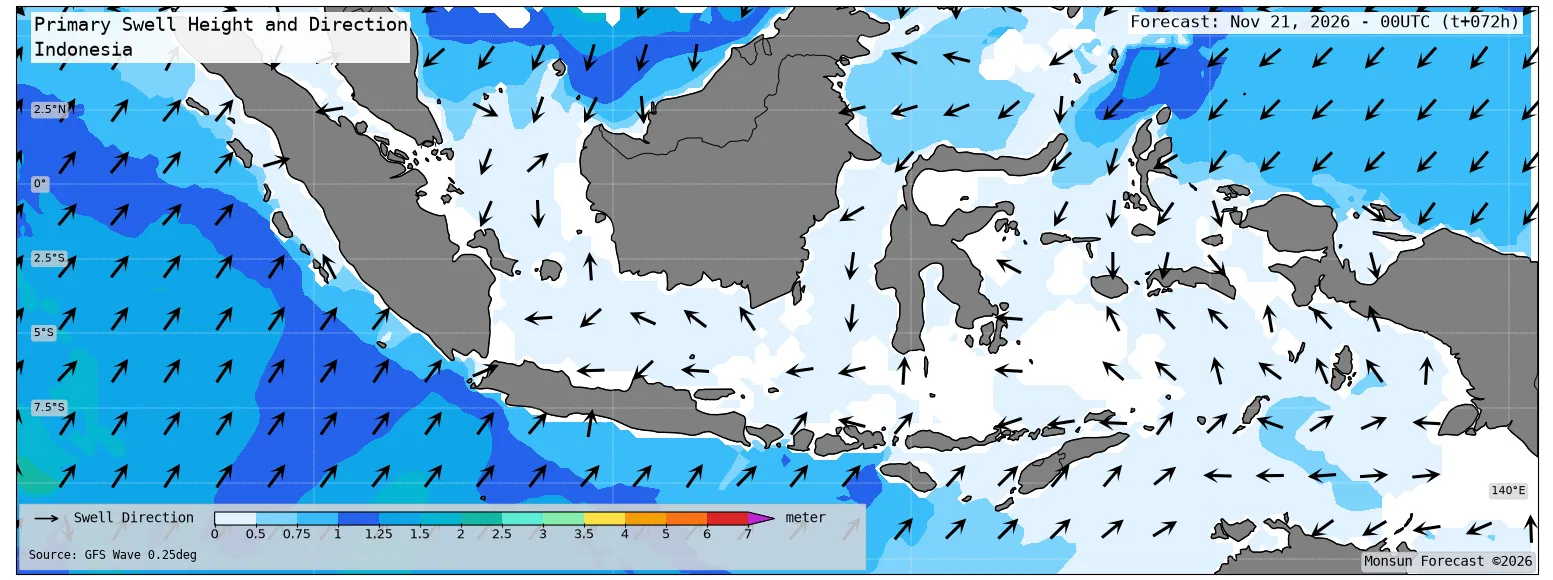 Primary Swell Height and Direction
Indonesia
Forecast: Nov 21, 2026 - 00UTC (t+072h)
2.5°N
0°
2.5°S
5°S
7.5°S
140°E
Swell Direction
0 0.5 0.75 1 1.25 1.5 2 2.5 3 3.5 4 5 6 7
meter
Source: GFS Wave 0.25deg
Monsun Forecast ©2026